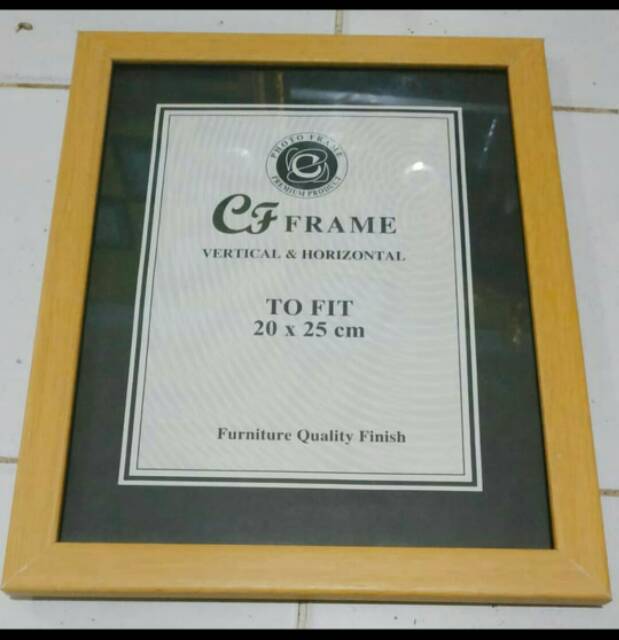 PHOTO FRAME
PREMIUM PRODUCT
CF FRAME
VERTICAL & HORIZONTAL
TO FIT
20 x 25 cm
Furniture Quality Finish